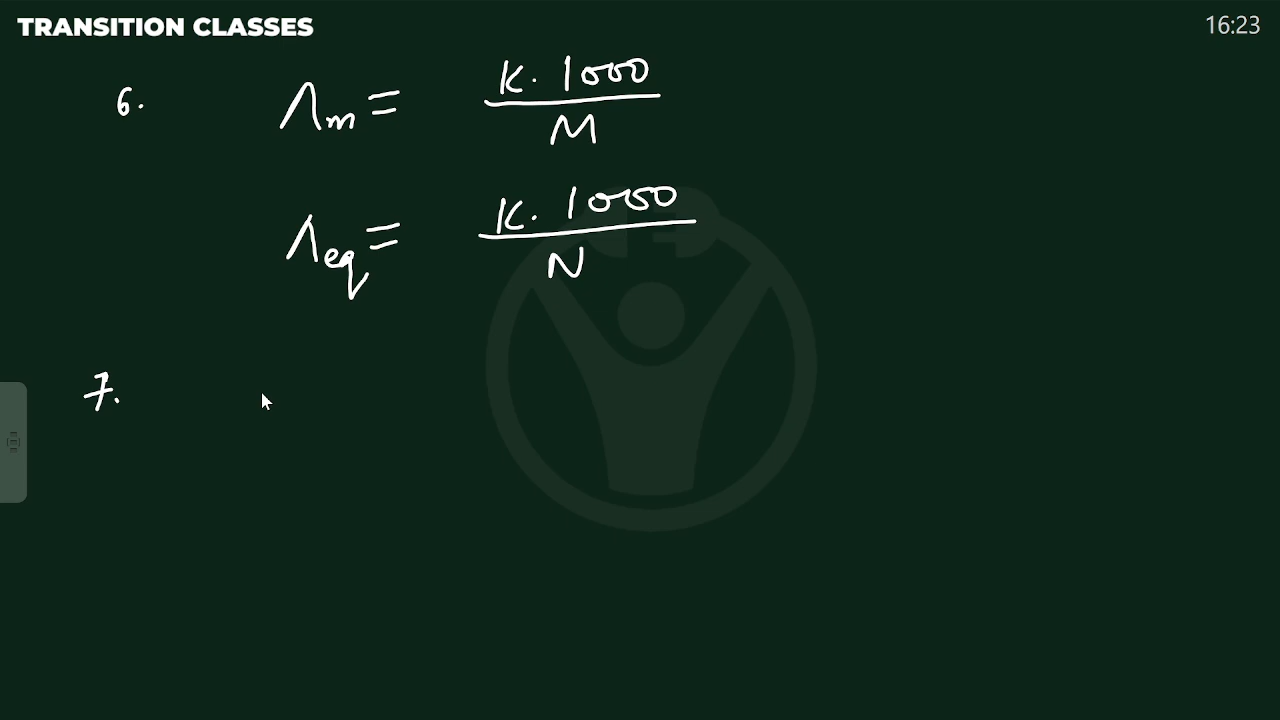 TRANSITION CLASSES
16:23
6. Λm = K. 1000 / M
Λeq = K. 1000 / N
7.